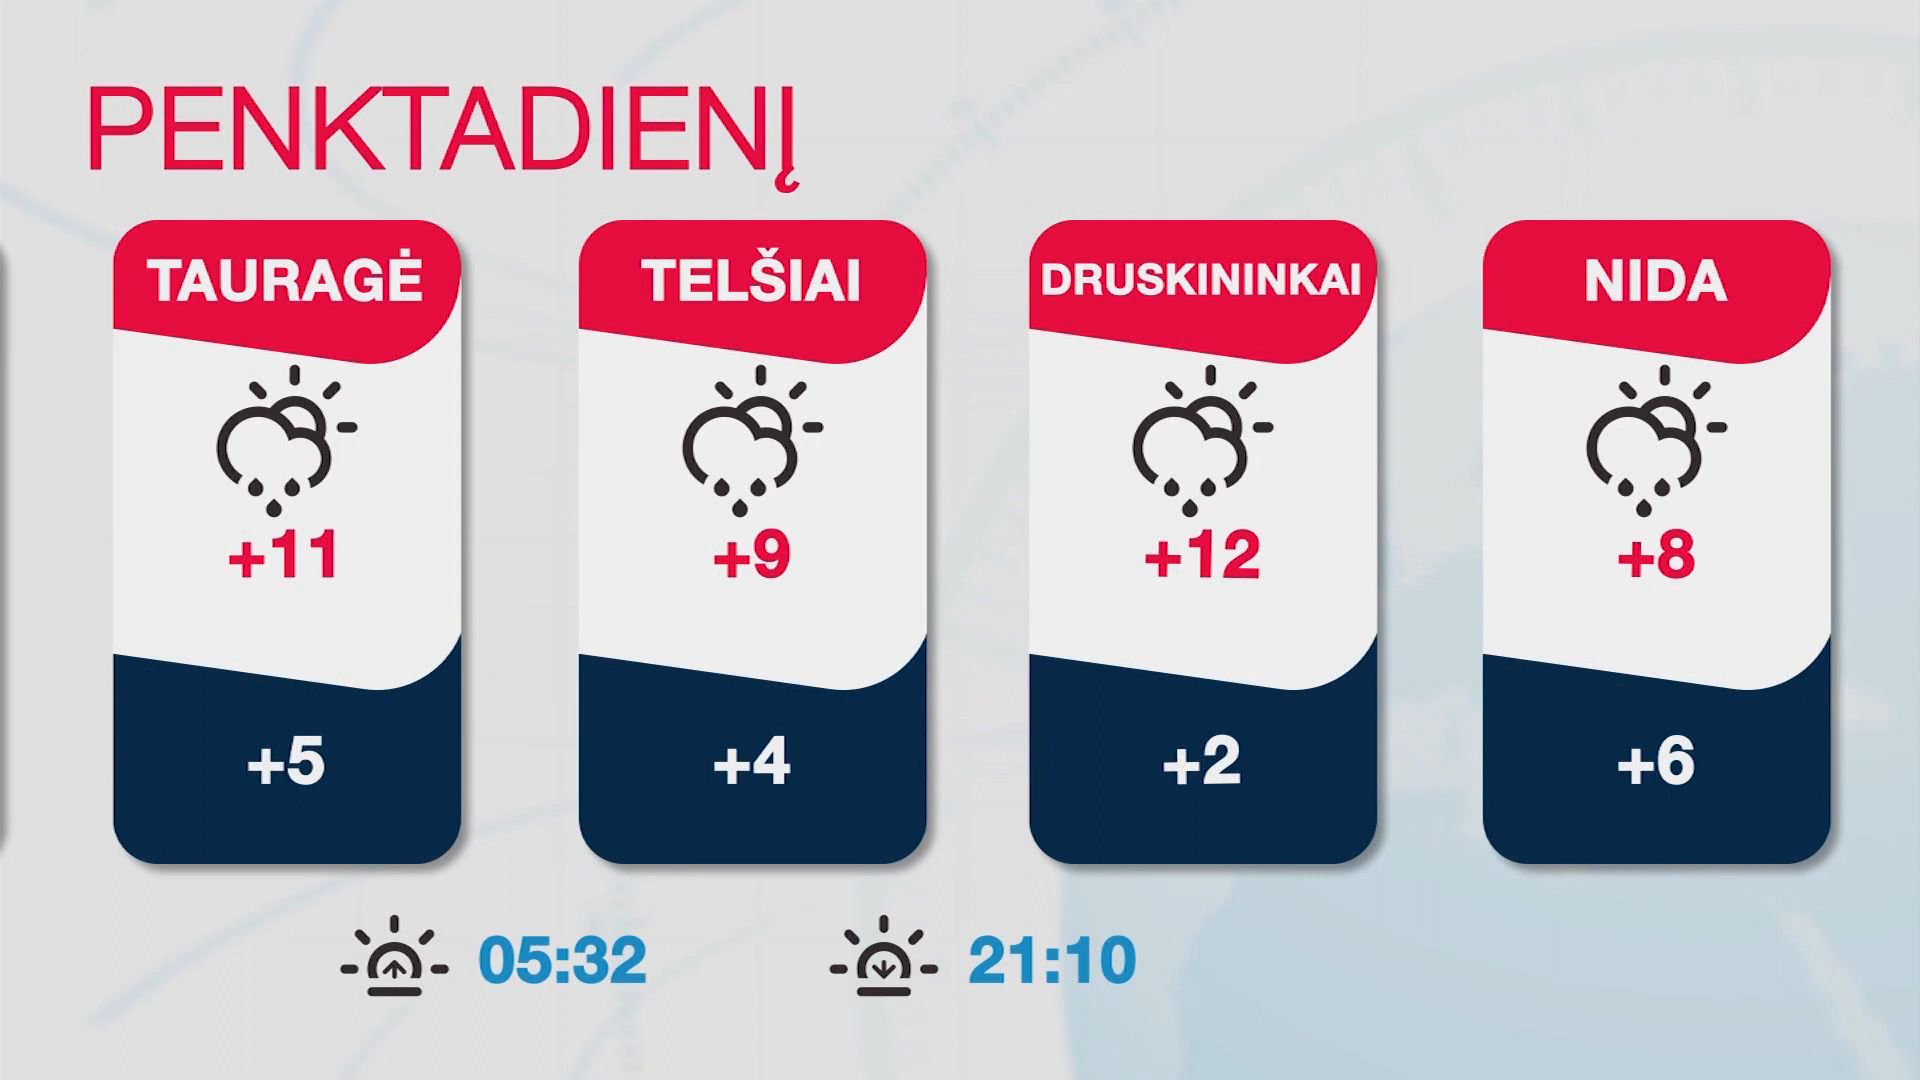 PENKTADIENĮ
TAURAGĖ
TELŠIAI
DRUSKININKAI
NIDA
+11
+9
+12
+8
+5
+4
+2
+6
05:32
21:10